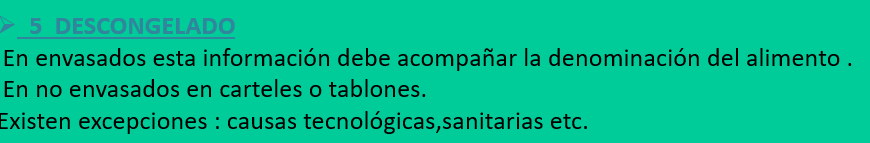 ➢ 5 DESCONGELADO
En envasados esta información debe acompañar la denominación del alimento .
En no envasados en carteles o tablones.
Existen excepciones : causas tecnológicas,sanitarias etc.